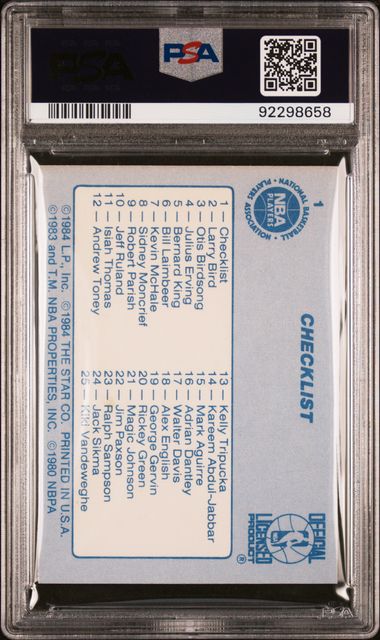 PSA
PSA
92298658
1
CHECKLIST
NATIONAL BASKETBALL
PLAYERS ASSOCIATION
NBA
PLAYERS
OFFICIAL
LICENSED
PRODUCT
®
1 Checklist
2 Larry Bird
3 Otis Birdsong
4 Julius Erving
5 Bernard King
6 Bill Laimbeer
7 Kevin McHale
8 Sidney Moncrief
9 Robert Parish
10 Jeff Ruland
11 Isiah Thomas
12 Andrew Toney
13 Kelly Tripucka
14 Kareem Abdul-Jabbar
15 Mark Aguirre
16 Adrian Dantley
17 Walter Davis
18 Alex English
19 George Gervin
20 Rickey Green
21 Magic Johnson
22 Jim Paxson
23 Ralph Sampson
24 Jack Sikma
25 Kiki Vandeweghe
©1984 L.P., Inc. ©1984 THE STAR CO. PRINTED IN U.S.A.
©1983 and T.M. NBA PROPERTIES, INC. ©1980 NBPA
PSA